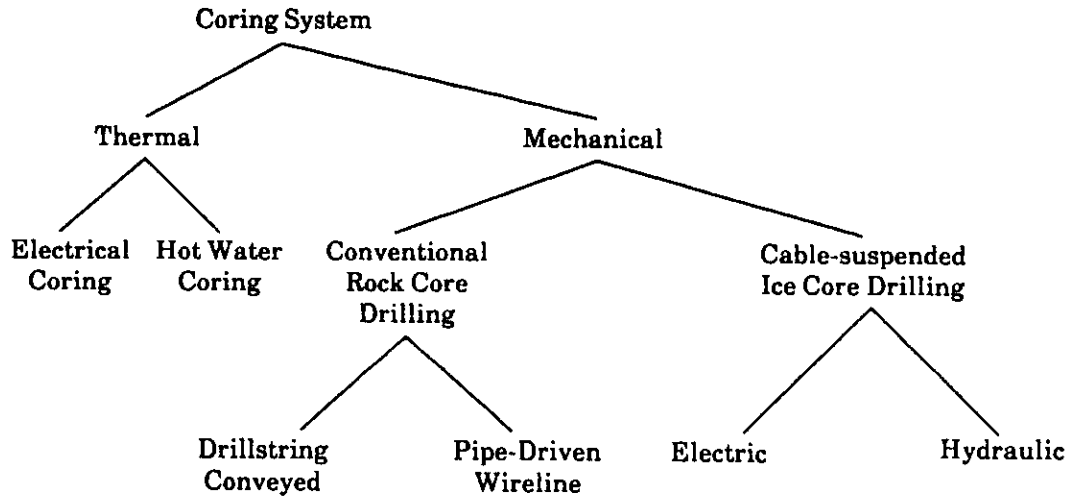 Coring System
Thermal
Mechanical
Electrical
Coring
Hot Water
Coring
Conventional
Rock Core
Drilling
Cable-suspended
Ice Core Drilling
Drillstring
Conveyed
Pipe-Driven
Wireline
Electric
Hydraulic